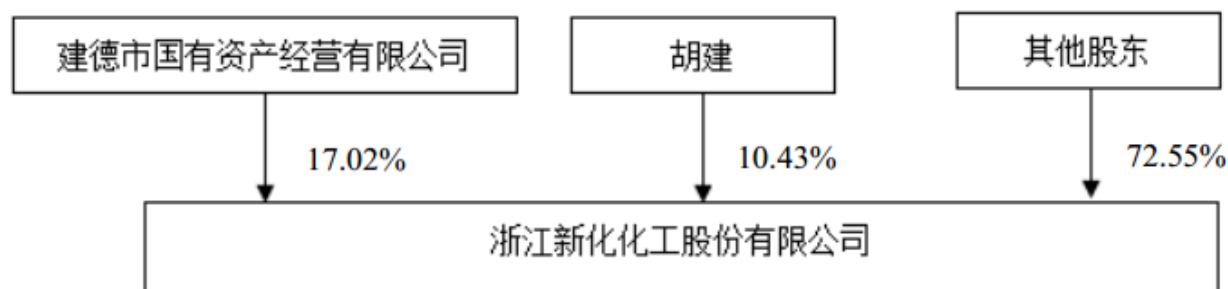 建德市国有资产经营有限公司
胡建
其他股东
17.02%
10.43%
72.55%
浙江新化化工股份有限公司